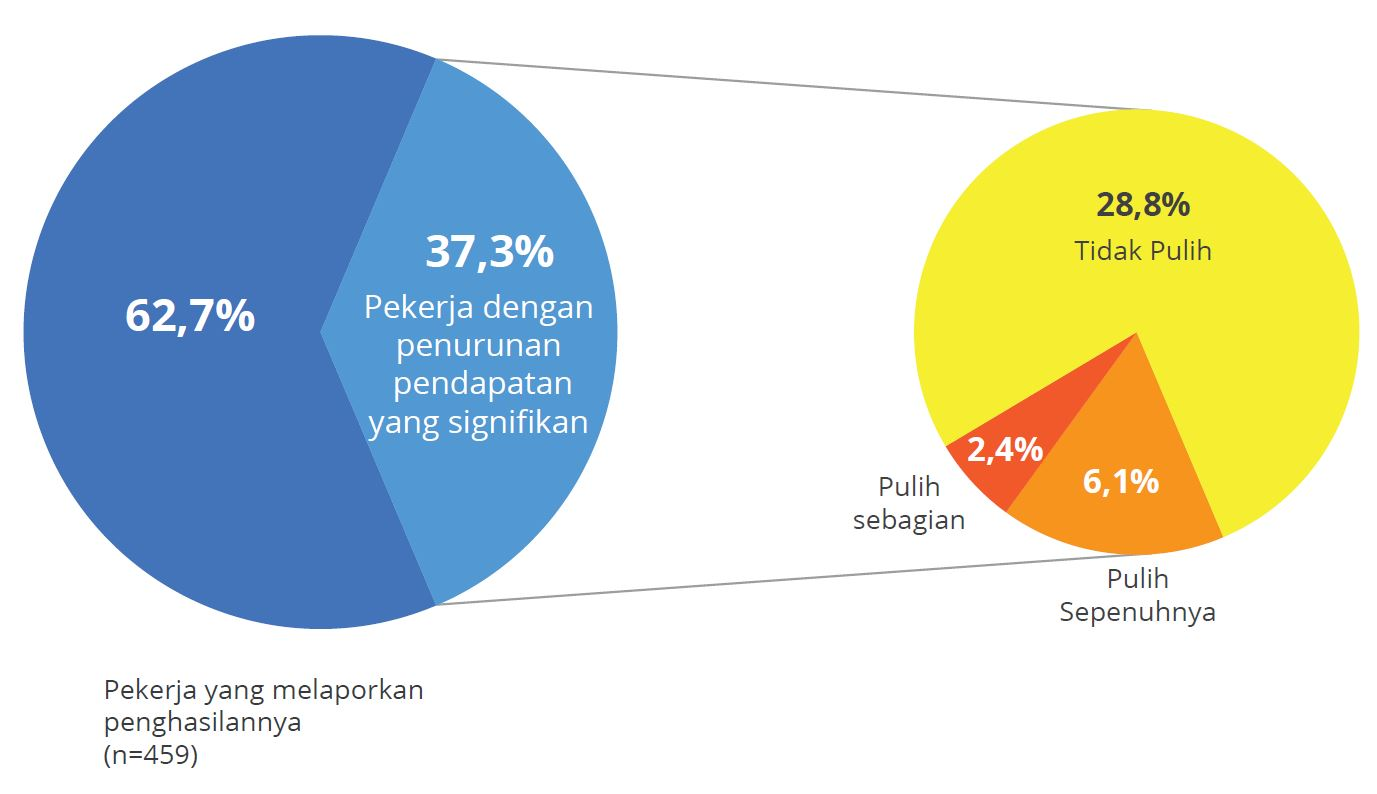 62,7%
37,3%
Pekerja dengan
penurunan
pendapatan
yang signifikan
28,8%
Tidak Pulih
2,4%
Pulih
sebagian
6,1%
Pulih
Sepenuhnya
Pekerja yang melaporkan
penghasilannya
(n=459)